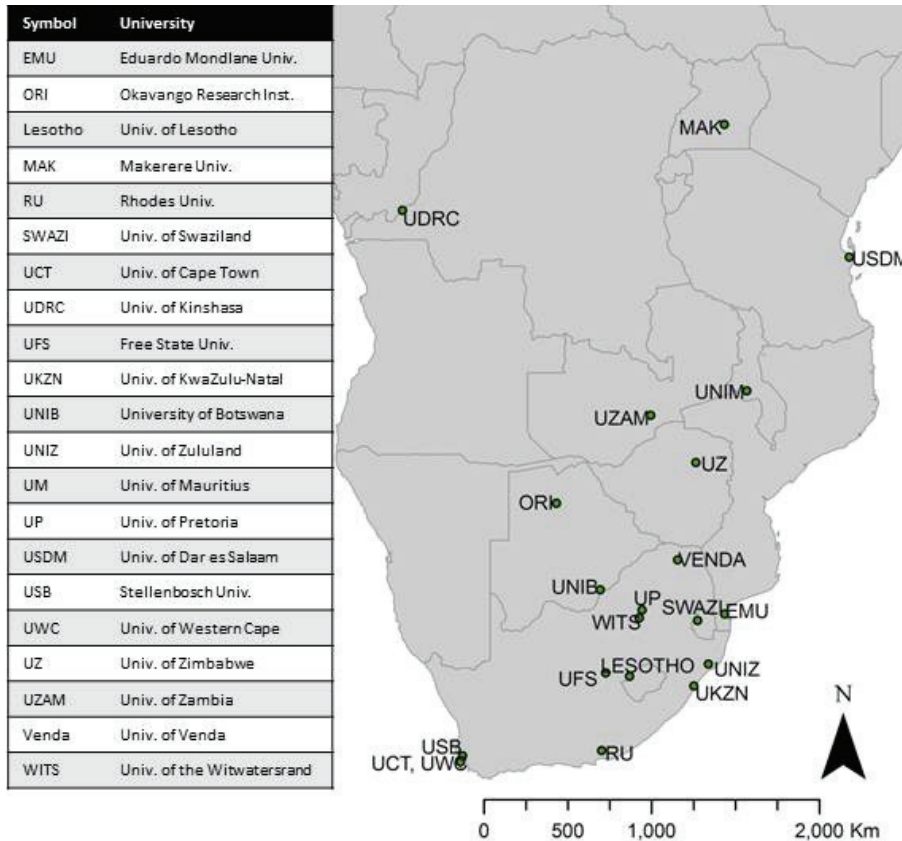 Symbol University
EMU Eduardo Mondlane Univ.
ORI Okavango Research Inst.
Lesotho Univ. of Lesotho
MAK Makerere Univ.
RU Rhodes Univ.
SWAZI Univ. of Swaziland
UCT Univ. of Cape Town
UDRC Univ. of Kinshasa
UFS Free State Univ.
UKZN Univ. of KwaZulu-Natal
UNIB University of Botswana
UNIZ Univ. of Zululand
UM Univ. of Mauritius
UP Univ. of Pretoria
USDM Univ. of Dar es Salaam
USB Stellenbosch Univ.
UWC Univ. of Western Cape
UZ Univ. of Zimbabwe
UZAM Univ. of Zambia
Venda Univ. of Venda
WITS Univ. of the Witwatersrand
MAK
UDRC
USDM
UNIM
UZAM
UZ
ORI
VENDA
UNIB
UP SWAZI EMU
WITS
LESOTHO UNIZ
UFS
UKZN
USB RU
UCT, UWC
N
0 500 1,000 2,000 Km